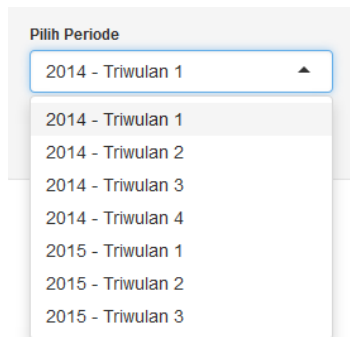 Pilih Periode
2014 - Triwulan 1
2014 - Triwulan 1
2014 - Triwulan 2
2014 - Triwulan 3
2014 - Triwulan 4
2015 - Triwulan 1
2015 - Triwulan 2
2015 - Triwulan 3